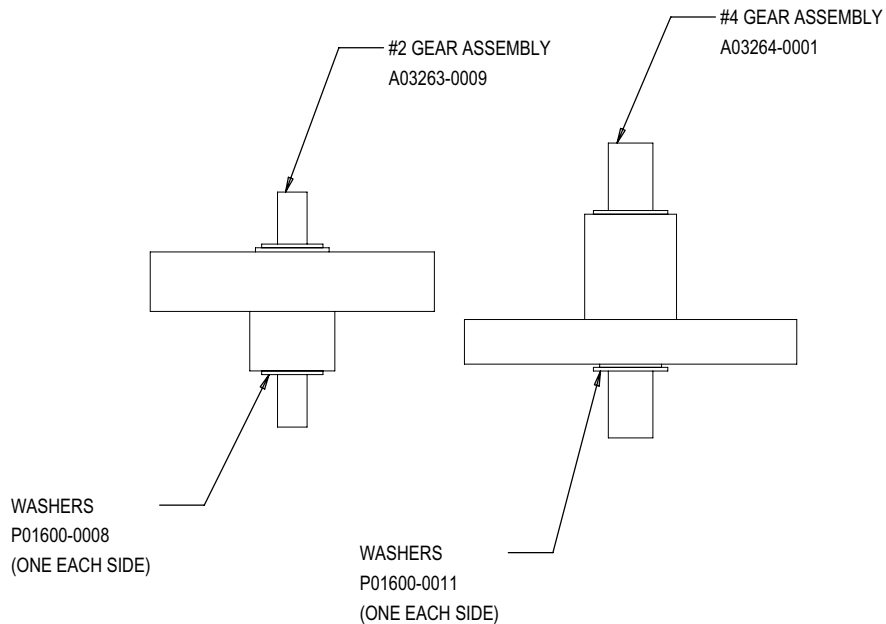 #2 GEAR ASSEMBLY
A03263-0009
#4 GEAR ASSEMBLY
A03264-0001
WASHERS
P01600-0008
(ONE EACH SIDE)
WASHERS
P01600-0011
(ONE EACH SIDE)